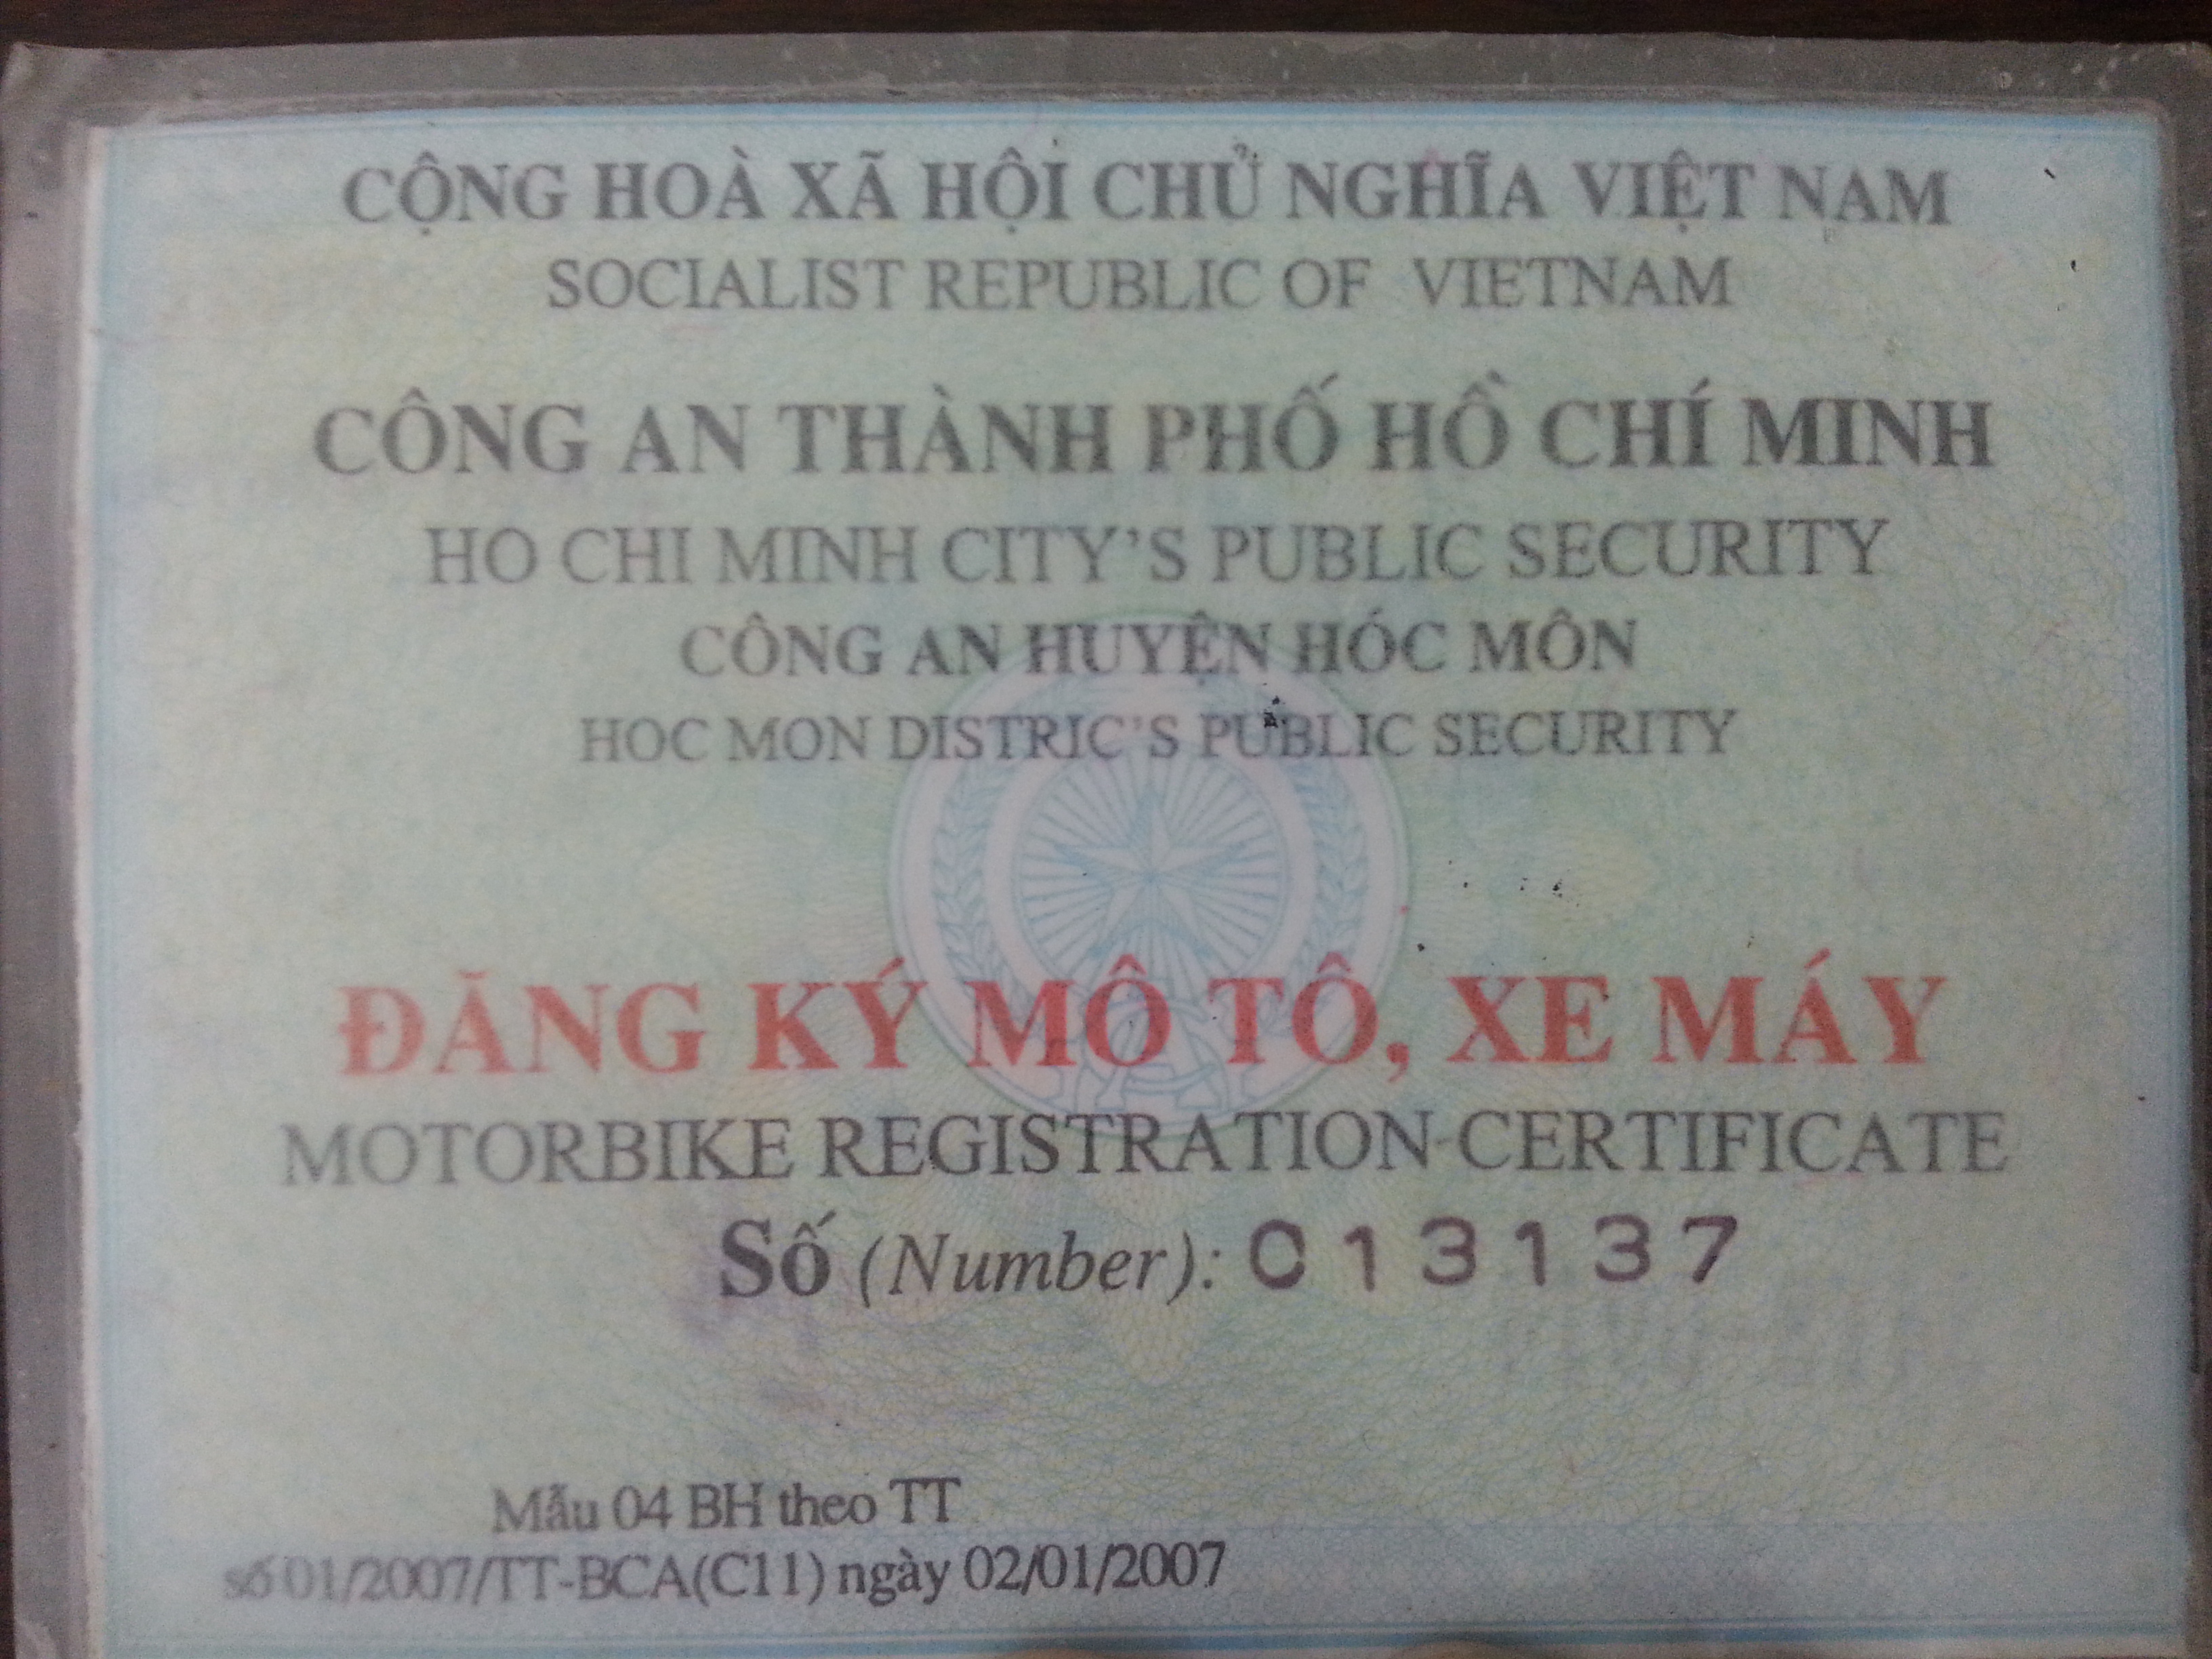 CỘNG HOÀ XÃ HỘI CHỦ NGHĨA VIỆT NAM
SOCIALIST REPUBLIC OF VIETNAM
CÔNG AN THÀNH PHỐ HỒ CHÍ MINH
HO CHI MINH CITY'S PUBLIC SECURITY
CÔNG AN HUYỆN HÓC MÔN
HOC MON DISTRIC'S PUBLIC SECURITY
ĐĂNG KÝ MÔ TÔ, XE MÁY
MOTORBIKE REGISTRATION CERTIFICATE
Số (Number): 013137
Mẫu 04 BH theo TT
số 01/2007/TT-BCA(C11) ngày 02/01/2007